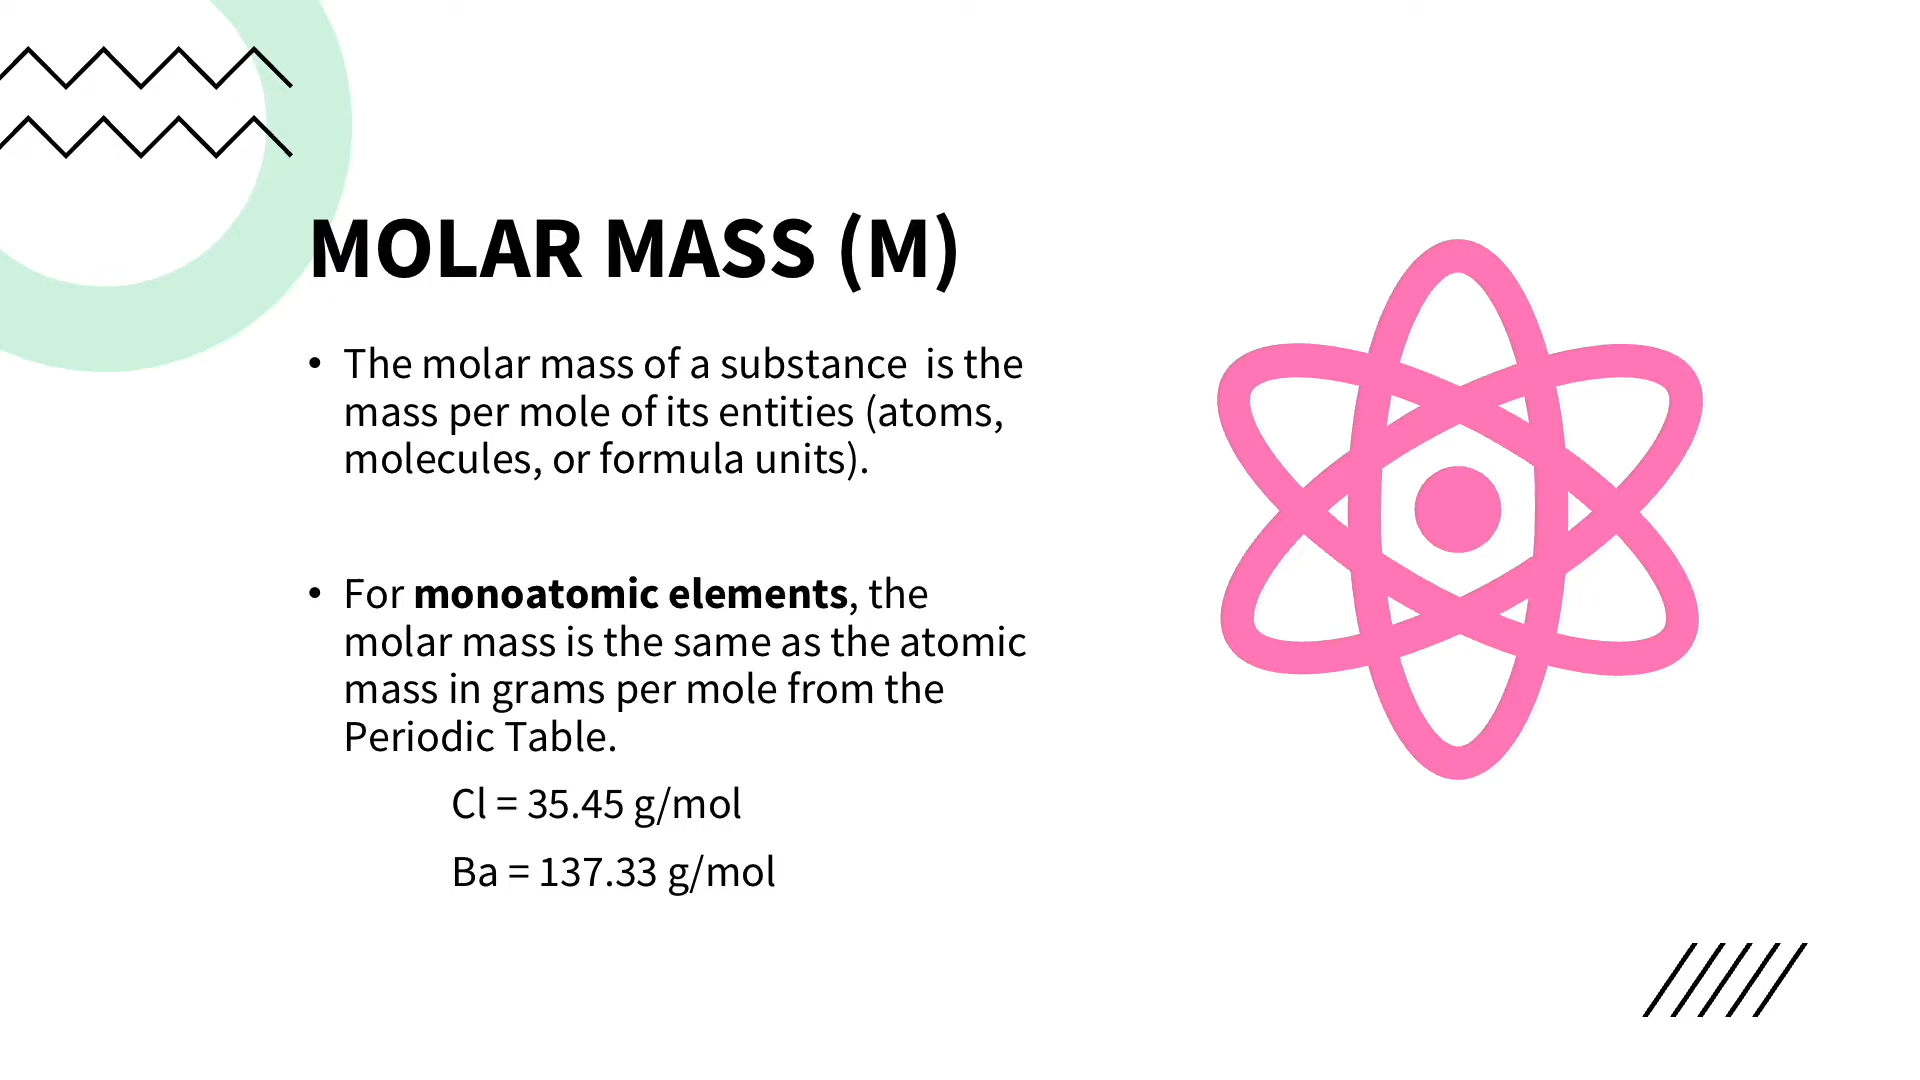 MOLAR MASS (M)
• The molar mass of a substance  is the
mass per mole of its entities (atoms,
molecules, or formula units).
• For monoatomic elements, the
molar mass is the same as the atomic
mass in grams per mole from the
Periodic Table.
Cl = 35.45 g/mol
Ba = 137.33 g/mol